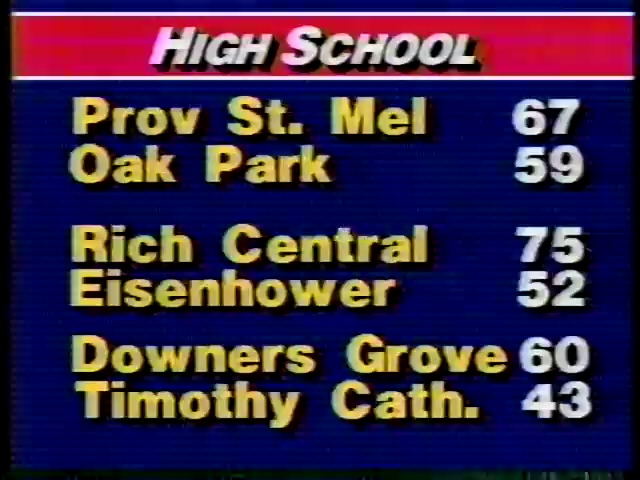 HIGH SCHOOL
Prov St. Mel 67
Oak Park 59
Rich Central 75
Eisenhower 52
Downers Grove 60
Timothy Cath. 43